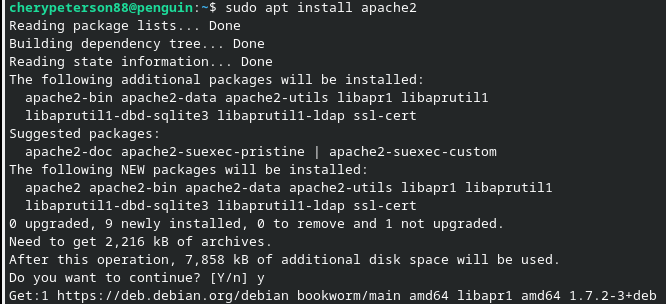 cherypeterson88@penguin:~$ sudo apt install apache2
Reading package lists... Done
Building dependency tree... Done
Reading state information... Done
The following additional packages will be installed:
  apache2-bin apache2-data apache2-utils libapr1 libaprutil1
  libaprutil1-dbd-sqlite3 libaprutil1-ldap ssl-cert
Suggested packages:
  apache2-doc apache2-suexec-pristine | apache2-suexec-custom
The following NEW packages will be installed:
  apache2 apache2-bin apache2-data apache2-utils libapr1 libaprutil1
  libaprutil1-dbd-sqlite3 libaprutil1-ldap ssl-cert
0 upgraded, 9 newly installed, 0 to remove and 1 not upgraded.
Need to get 2,216 kB of archives.
After this operation, 7,858 kB of additional disk space will be used.
Do you want to continue? [Y/n] y
Get:1 https://deb.debian.org/debian bookworm/main amd64 libapr1 amd64 1.7.2-3+deb